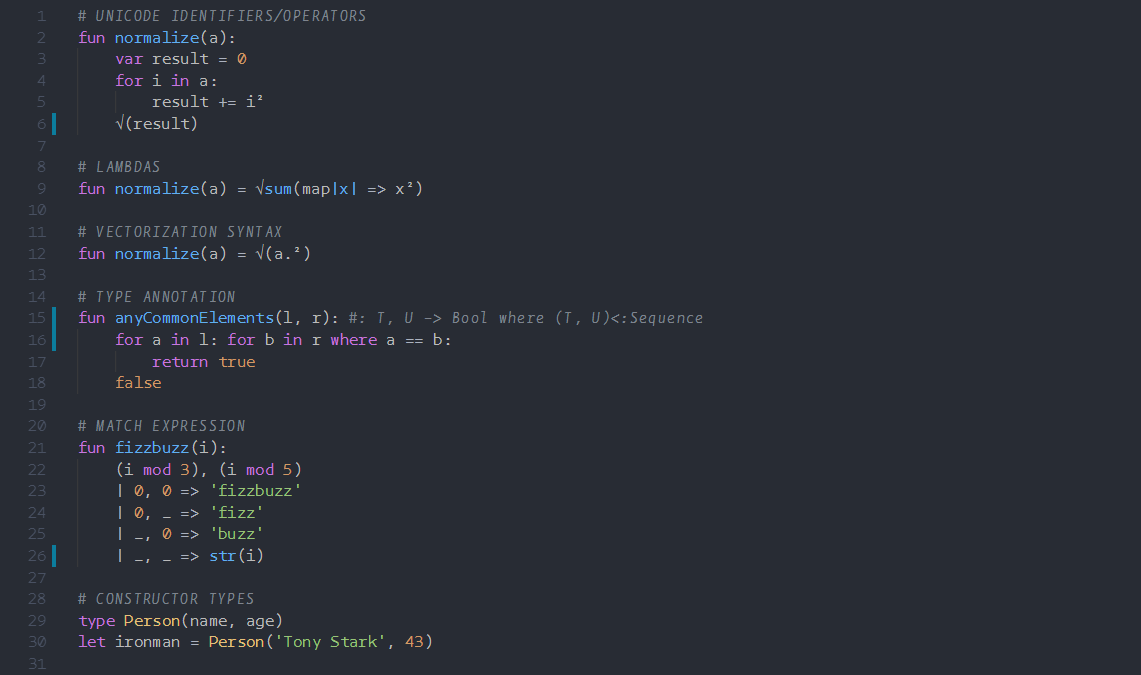 1 # UNICODE IDENTIFIERS/OPERATORS
2 fun normalize(a):
3 var result = 0
4 for i in a:
5 result += i²
6 √(result)
7
8 # LAMBDAS
9 fun normalize(a) = √sum(map|x| => x²)
10
11 # VECTORIZATION SYNTAX
12 fun normalize(a) = √(a.²)
13
14 # TYPE ANNOTATION
15 fun anyCommonElements(l, r): #: T, U -> Bool where (T, U)<:Sequence
16 for a in l: for b in r where a == b:
17 return true
18 false
19
20 # MATCH EXPRESSION
21 fun fizzbuzz(i):
22 (i mod 3), (i mod 5)
23 | 0, 0 => 'fizzbuzz'
24 | 0, _ => 'fizz'
25 | _, 0 => 'buzz'
26 | _, _ => str(i)
27
28 # CONSTRUCTOR TYPES
29 type Person(name, age)
30 let ironman = Person('Tony Stark', 43)
31